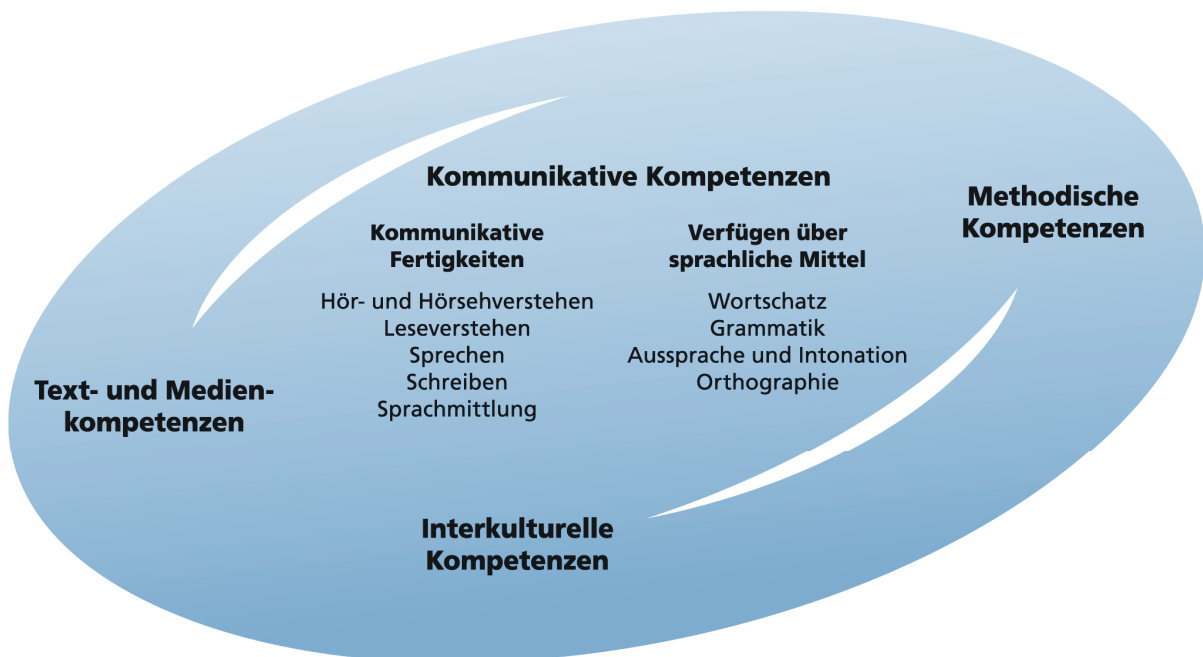 Kommunikative Kompetenzen
Kommunikative
Fertigkeiten
Hör- und Hörsehverstehen
Leseverstehen
Sprechen
Schreiben
Sprachmittlung
Verfügen über
sprachliche Mittel
Wortschatz
Grammatik
Aussprache und Intonation
Orthographie
Methodische
Kompetenzen
Text- und Medien-
kompetenzen
Interkulturelle
Kompetenzen